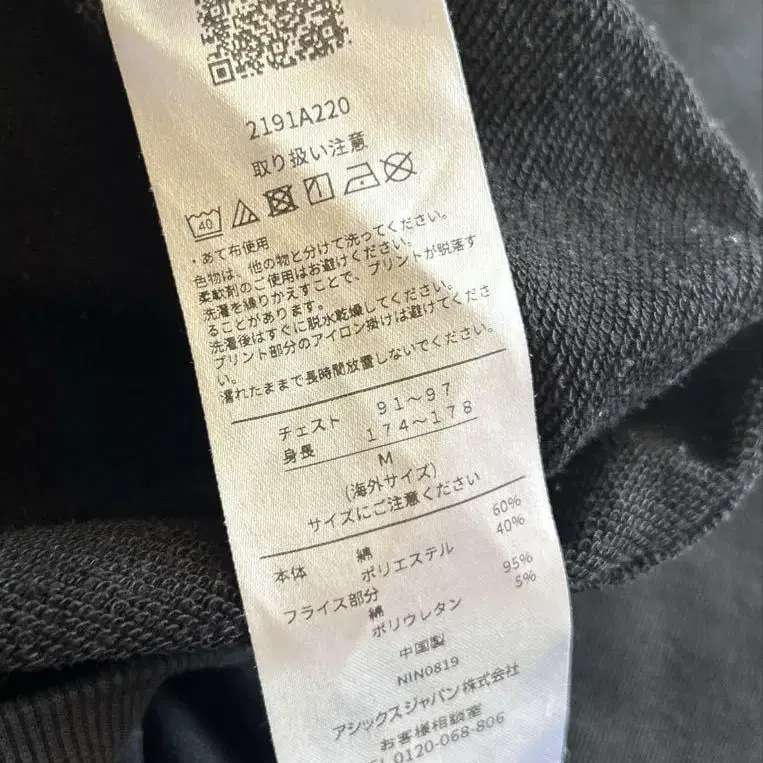 2191A220
取り扱い注意
40
・あて布使用
色物は、他の物と分けて洗ってください。
柔軟剤のご使用はお避けください。
洗濯を繰りかえすことで、プリントが脱落す
ることがあります。
洗濯後はすぐに脱水乾燥してください。
プリント部分のアイロン掛けは避けてくださ
い。
濡れたままで長時間放置しないでください。
チェスト 91～97
身長 174～178
M
(海外サイズ)
サイズにご注意ください
本体 綿 60%
ポリエステル 40%
フライス部分
綿 95%
ポリウレタン 5%
中国製
NIN0819
アシックスジャパン株式会社
お客様相談室
TEL 0120-068-806